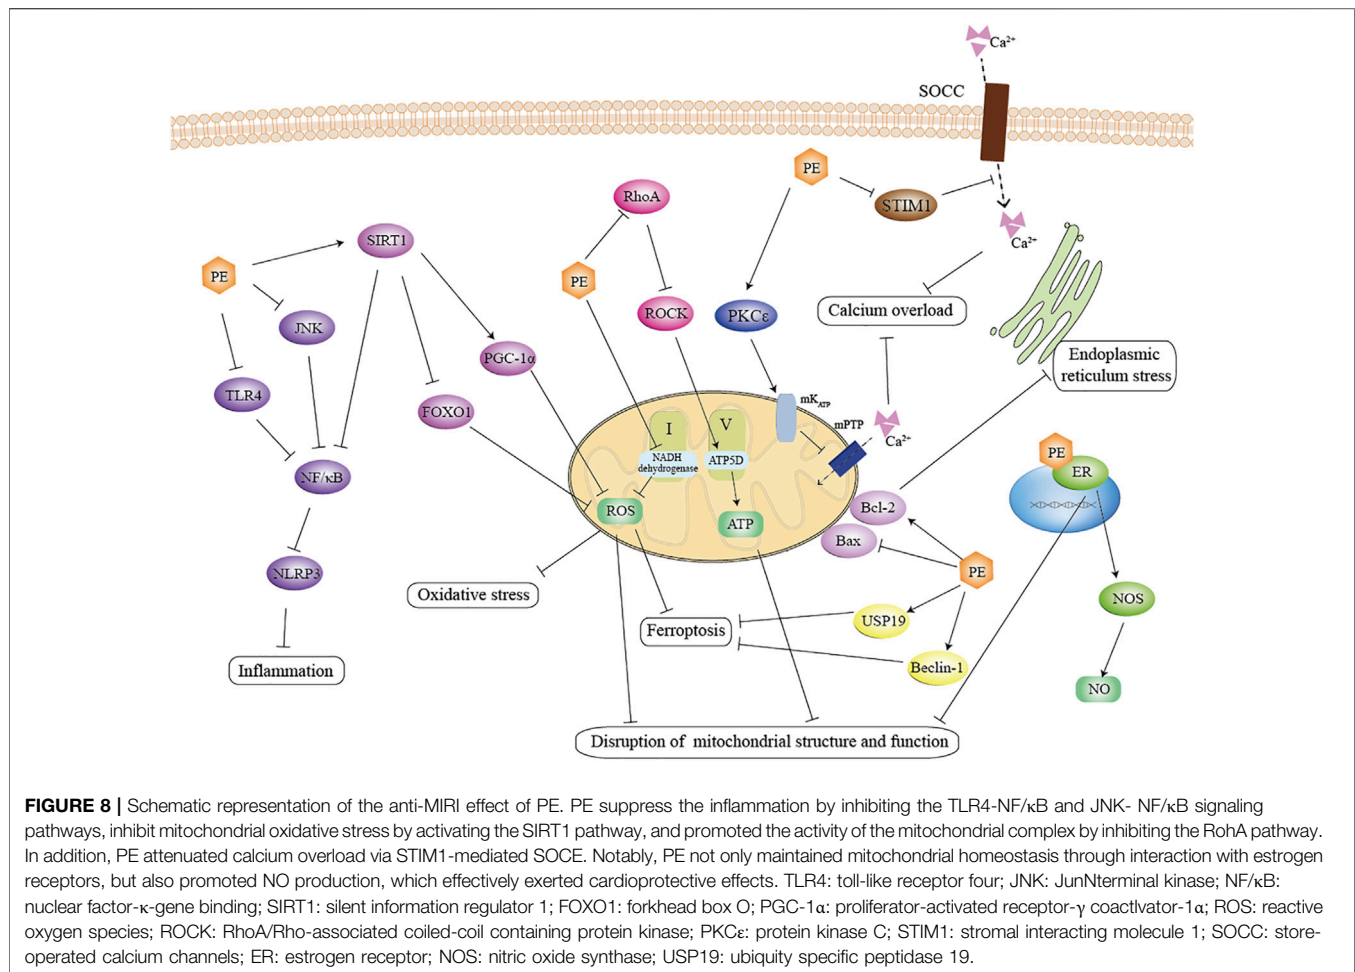 Ca²⁺
SOCC
PE
RhoA
STIM1
SIRT1
Ca²⁺
PE
PE
JNK
ROCK
PKCε
Calcium overload
PGC-1α
Endoplasmic
reticulum stress
TLR4
FOXO1
mK_ATP
I
V
mPTP
Ca²⁺
NADH
dehydrogenase
ATP5D
PE
ER
NF/κB
ROS
ATP
Bcl-2
Bax
NLRP3
PE
Oxidative stress
NOS
USP19
Ferroptosis
Inflammation
Beclin-1
NO
Disruption of mitochondrial structure and function
FIGURE 8 | Schematic representation of the anti-MIRI effect of PE. PE suppress the inflammation by inhibiting the TLR4-NF/κB and JNK- NF/κB signaling
pathways, inhibit mitochondrial oxidative stress by activating the SIRT1 pathway, and promoted the activity of the mitochondrial complex by inhibiting the RohA pathway.
In addition, PE attenuated calcium overload via STIM1-mediated SOCE. Notably, PE not only maintained mitochondrial homeostasis through interaction with estrogen
receptors, but also promoted NO production, which effectively exerted cardioprotective effects. TLR4: toll-like receptor four; JNK: JunNterminal kinase; NF/κB:
nuclear factor-κ-gene binding; SIRT1: silent information regulator 1; FOXO1: forkhead box O; PGC-1α: proliferator-activated receptor-γ coactlvator-1α; ROS: reactive
oxygen species; ROCK: RhoA/Rho-associated coiled-coil containing protein kinase; PKCε: protein kinase C; STIM1: stromal interacting molecule 1; SOCC: store-
operated calcium channels; ER: estrogen receptor; NOS: nitric oxide synthase; USP19: ubiquity specific peptidase 19.